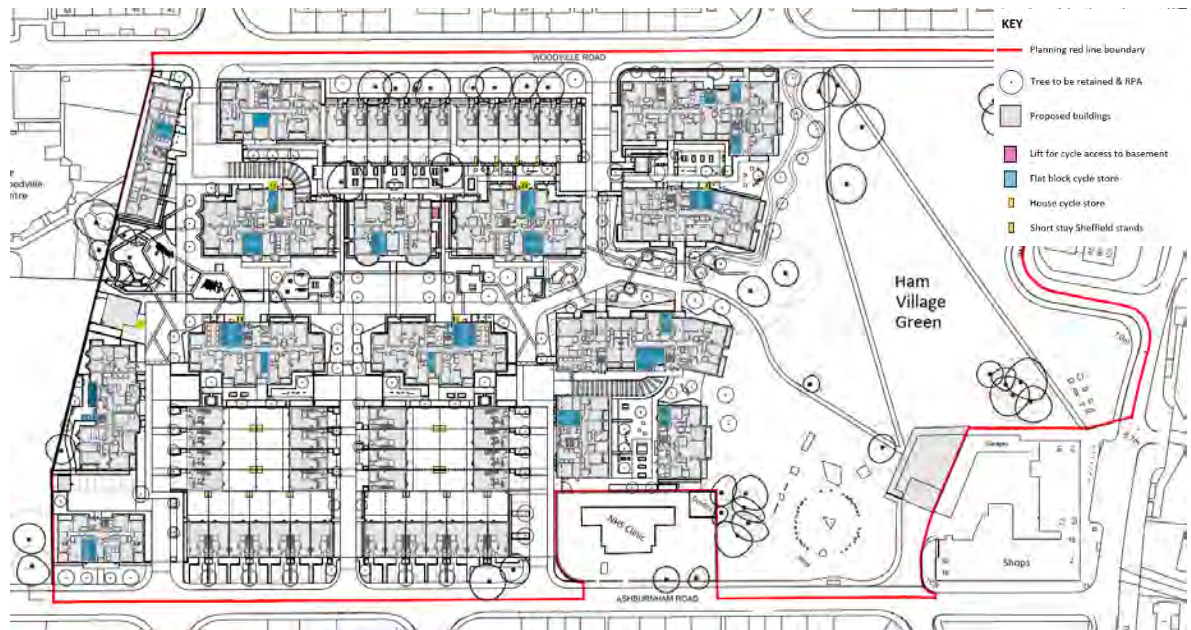 KEY
Planning red line boundary
Tree to be retained & RPA
Proposed buildings
Lift for cycle access to basement
Flat block cycle store
House cycle store
Short stay Sheffield stands
WOODVILLE ROAD
Ham
Village
Green
NHS Clinic
Shops
ASHBURNHAM ROAD